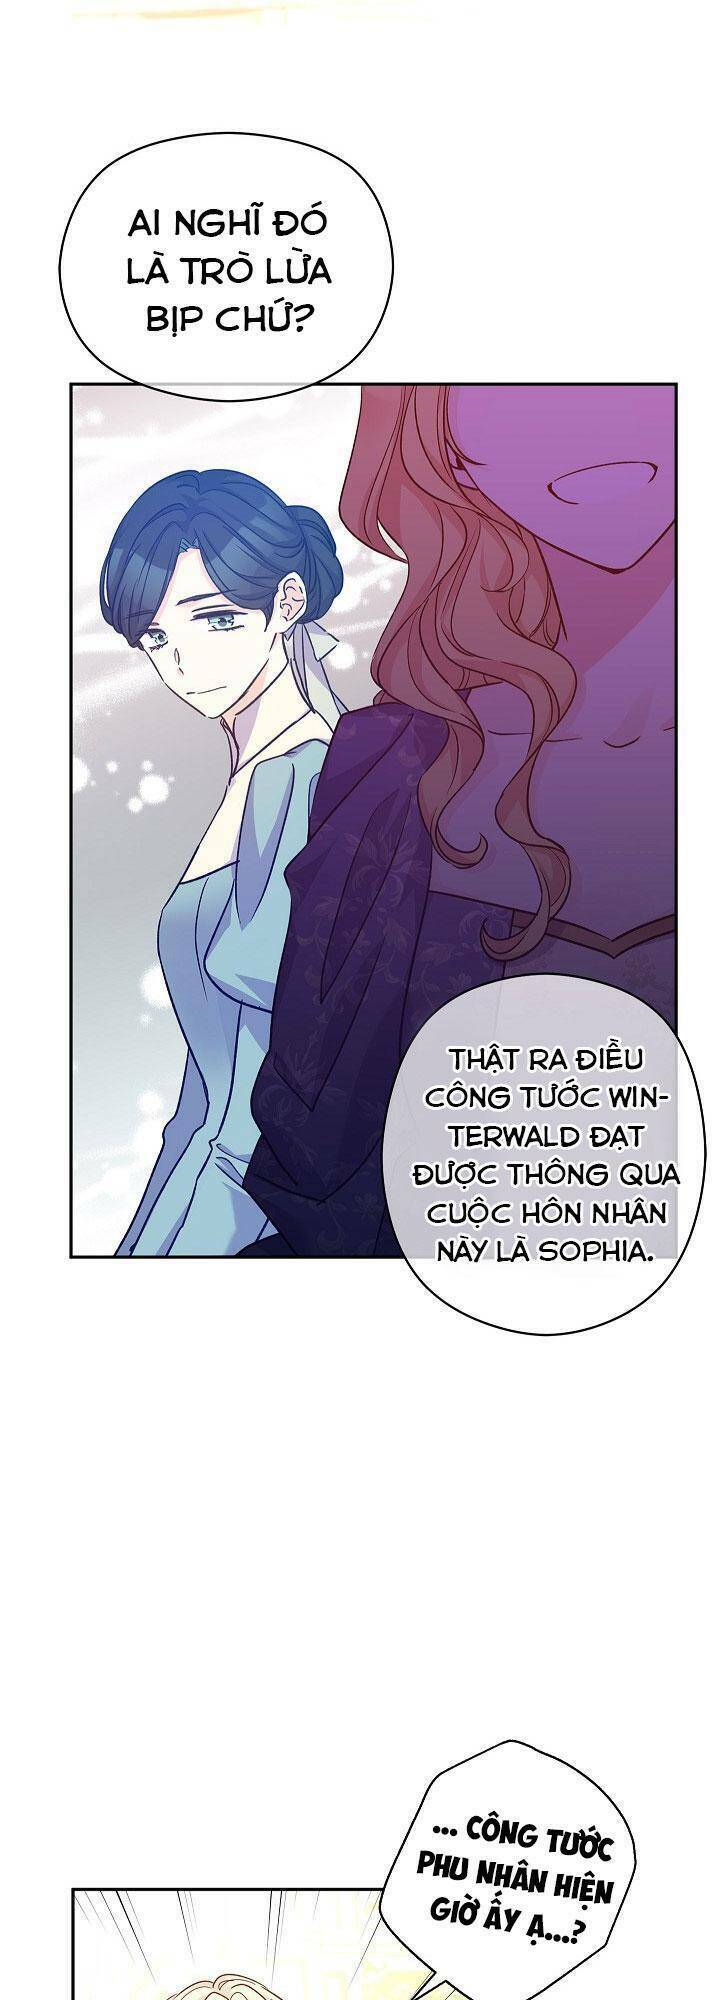 AI NGHĨ ĐÓ
LÀ TRÒ LỪA
BỊP CHỨ?
THẬT RA ĐIỀU
CÔNG TƯỚC WIN-
TERWALD ĐẠT
ĐƯỢC THÔNG QUA
CUỘC HÔN NHÂN
NÀY LÀ SOPHIA.
... CÔNG TƯỚC
PHU NHÂN HIỆN
GIỜ ẤY Ạ...?